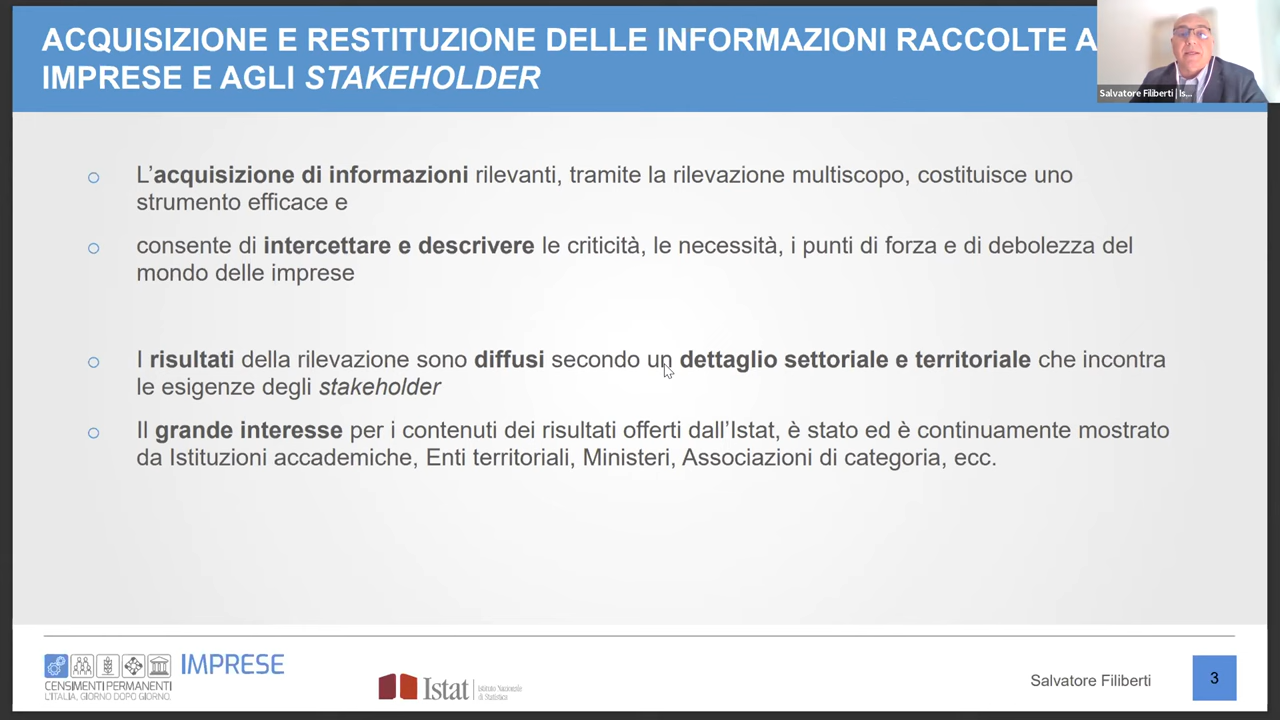 ACQUISIZIONE E RESTITUZIONE DELLE INFORMAZIONI RACCOLTE A
IMPRESE E AGLI STAKEHOLDER
Salvatore Filiberti | Is...
○ L'acquisizione di informazioni rilevanti, tramite la rilevazione multiscopo, costituisce uno
strumento efficace e
○ consente di intercettare e descrivere le criticità, le necessità, i punti di forza e di debolezza del
mondo delle imprese
○ I risultati della rilevazione sono diffusi secondo un dettaglio settoriale e territoriale che incontra
le esigenze degli stakeholder
○ Il grande interesse per i contenuti dei risultati offerti dall'Istat, è stato ed è continuamente mostrato
da Istituzioni accademiche, Enti territoriali, Ministeri, Associazioni di categoria, ecc.
IMPRESE
CENSIMENTI PERMANENTI
L'ITALIA, GIORNO DOPO GIORNO.
Istat
Istituto Nazionale
di Statistica
Salvatore Filiberti
3